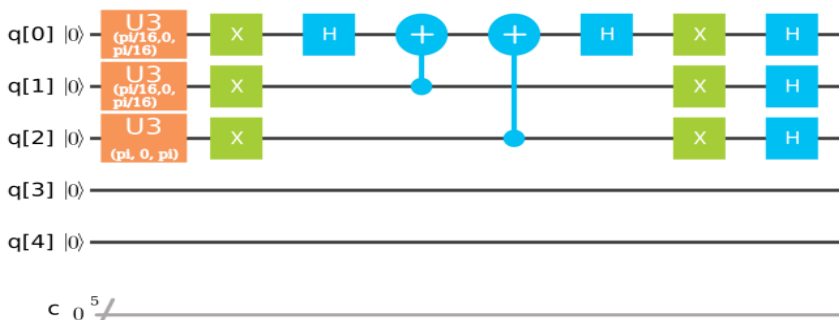 q[0] |0⟩ U3 (pi/16,0, pi/16) X H + + H X H
q[1] |0⟩ U3 (pi/16,0, pi/16) X X H
q[2] |0⟩ U3 (pi, 0, pi) X X H
q[3] |0⟩
q[4] |0⟩
c 0 5